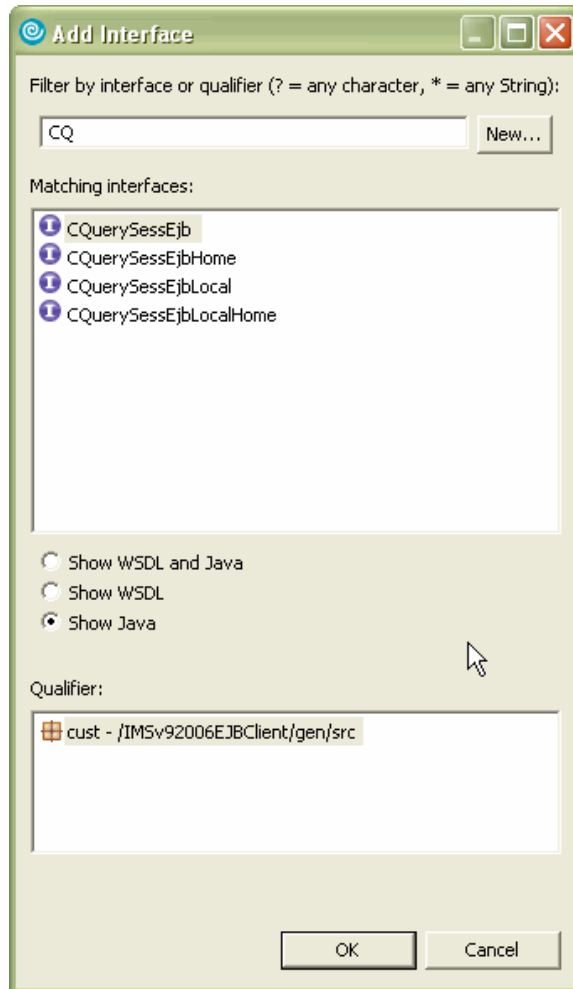 Add Interface
Filter by interface or qualifier (? = any character, * = any String):
CQ
New...
Matching interfaces:
CQuerySessEjb
CQuerySessEjbHome
CQuerySessEjbLocal
CQuerySessEjbLocalHome
Show WSDL and Java
Show WSDL
Show Java
Qualifier:
cust - /IMSv92006EJBClient/gen/src
OK Cancel